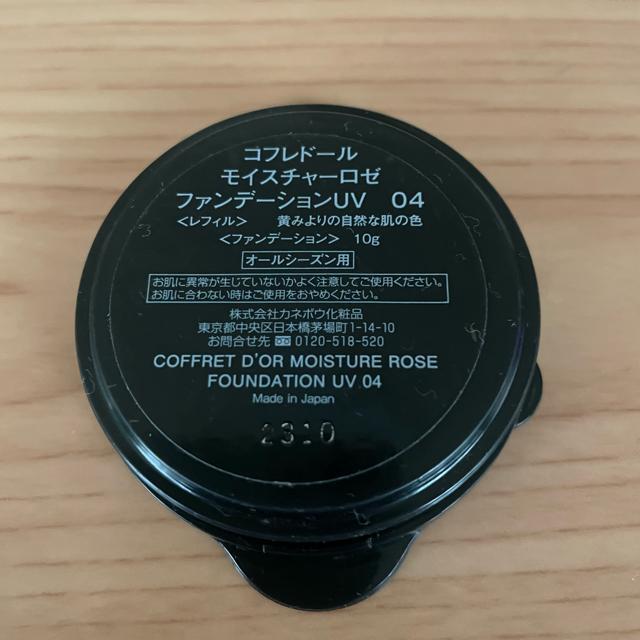 コフレドール
モイスチャーロゼ
ファンデーションUV 04
<レフィル> 黄みよりの自然な肌の色
<ファンデーション> 10g
オールシーズン用
お肌に異常が生じていないかよく注意してご使用ください。
お肌に合わない時はご使用をおやめください。
株式会社カネボウ化粧品
東京都中央区日本橋茅場町1-14-10
お問合せ先 0120-518-520
COFFRET D'OR MOISTURE ROSE
FOUNDATION UV 04
Made in Japan
2310